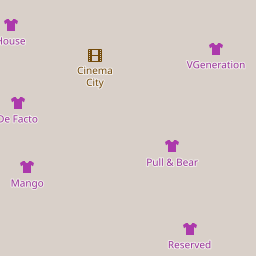 House
Cinema
City
VGeneration
De Facto
Pull & Bear
Mango
Reserved